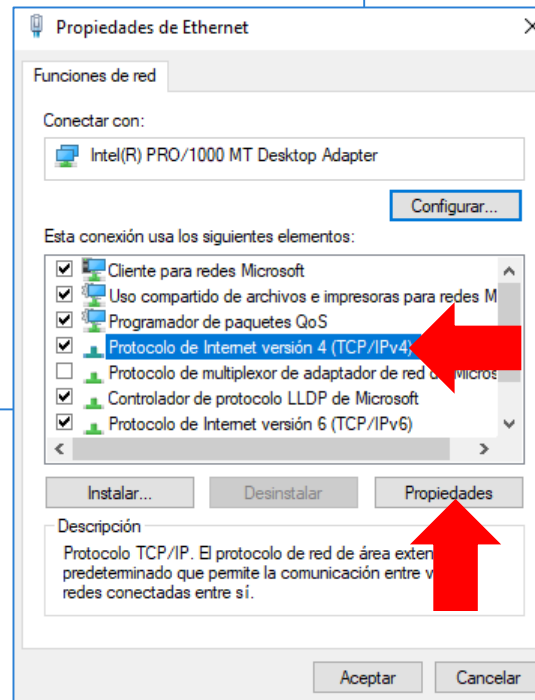 Propiedades de Ethernet
Funciones de red
Conectar con:
Intel(R) PRO/1000 MT Desktop Adapter
Configurar...
Esta conexión usa los siguientes elementos:
Cliente para redes Microsoft
Uso compartido de archivos e impresoras para redes M
Programador de paquetes QoS
Protocolo de Internet versión 4 (TCP/IPv4)
Protocolo de multiplexor de adaptador de red Micros
Controlador de protocolo LLDP de Microsoft
Protocolo de Internet versión 6 (TCP/IPv6)
Instalar...
Desinstalar
Propiedades
Descripción
Protocolo TCP/IP. El protocolo de red de área
predeterminado que permite la comunicación entre
redes conectadas entre sí.
Aceptar
Cancelar